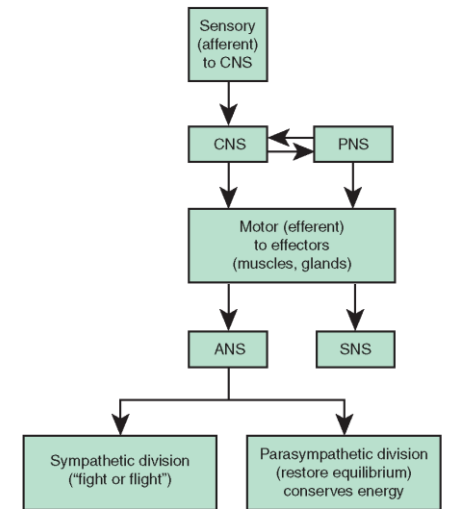 Sensory
(afferent)
to CNS
CNS
PNS
Motor (efferent)
to effectors
(muscles, glands)
ANS
SNS
Sympathetic division
(“fight or flight”)
Parasympathetic division
(restore equilibrium)
conserves energy